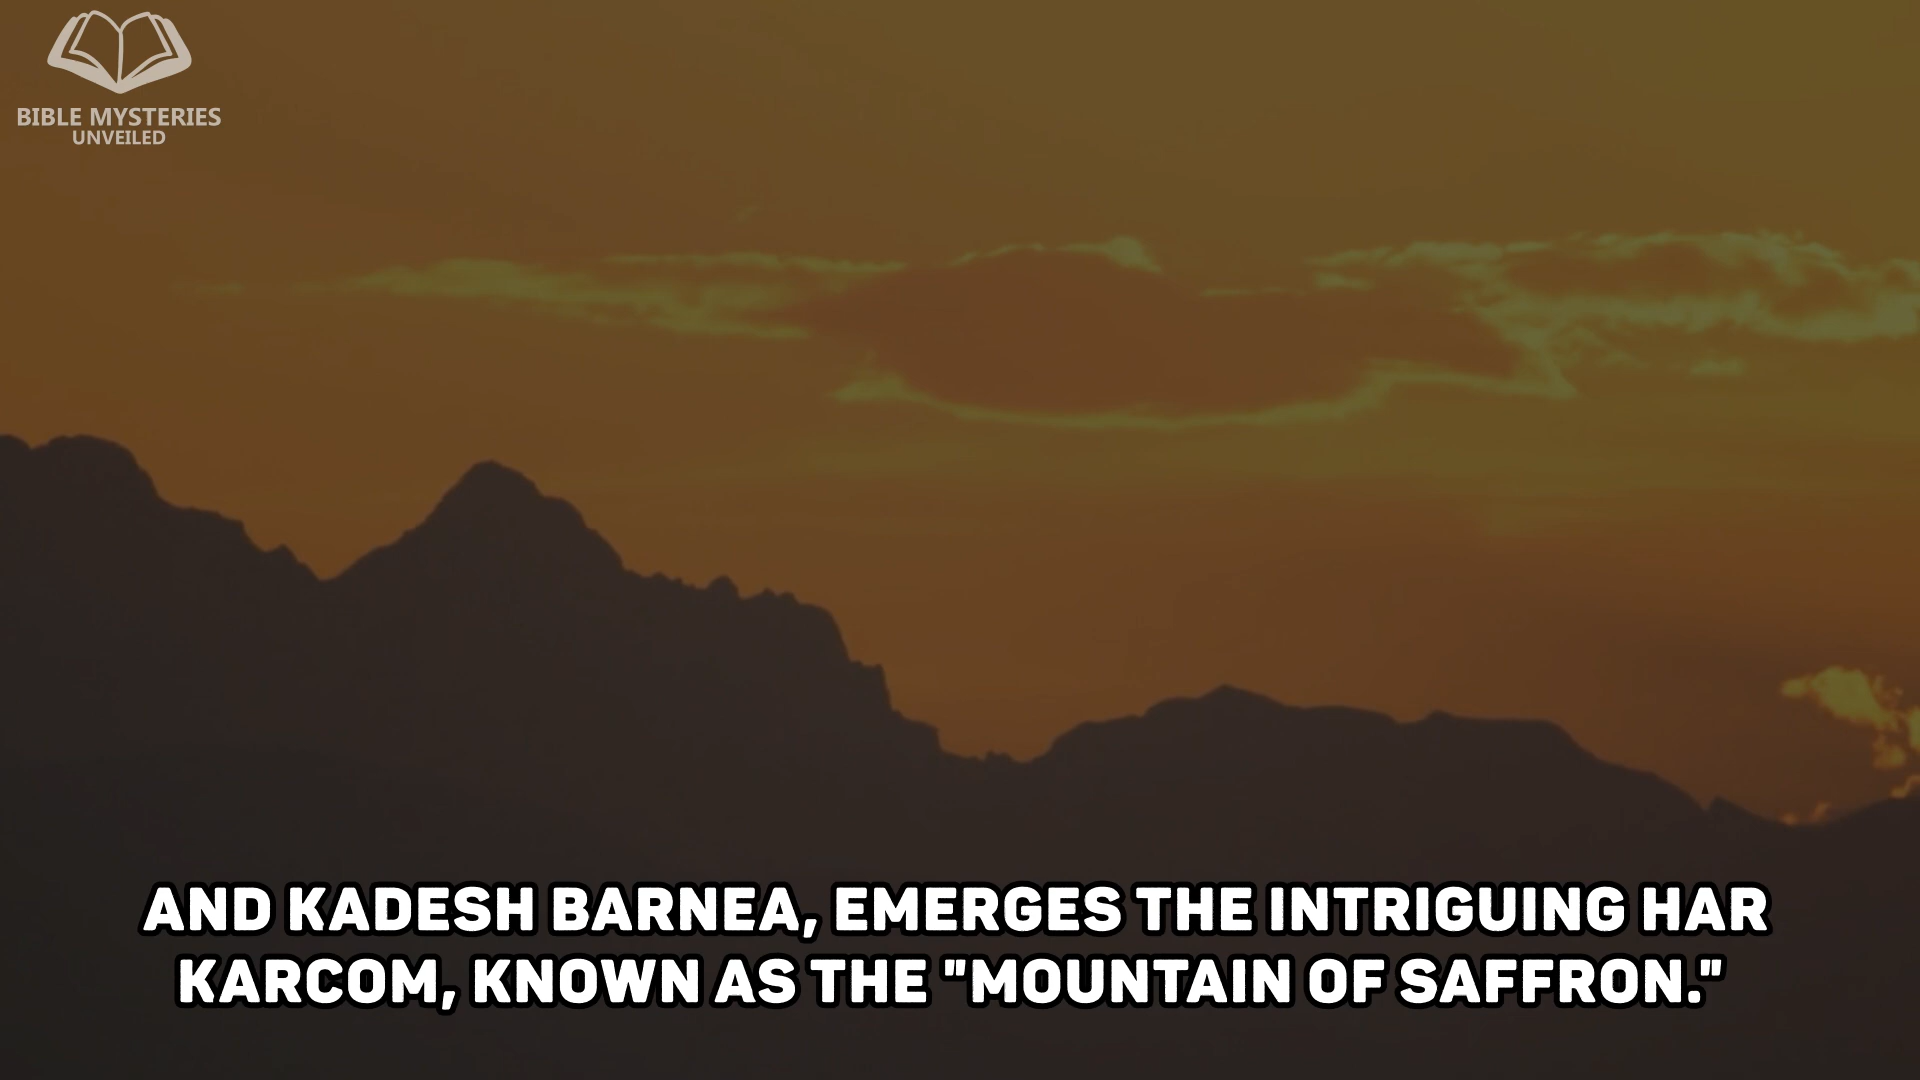 BIBLE MYSTERIES
UNVEILED
AND KADESH BARNEA, EMERGES THE INTRIGUING HAR
KARCOM, KNOWN AS THE "MOUNTAIN OF SAFFRON."